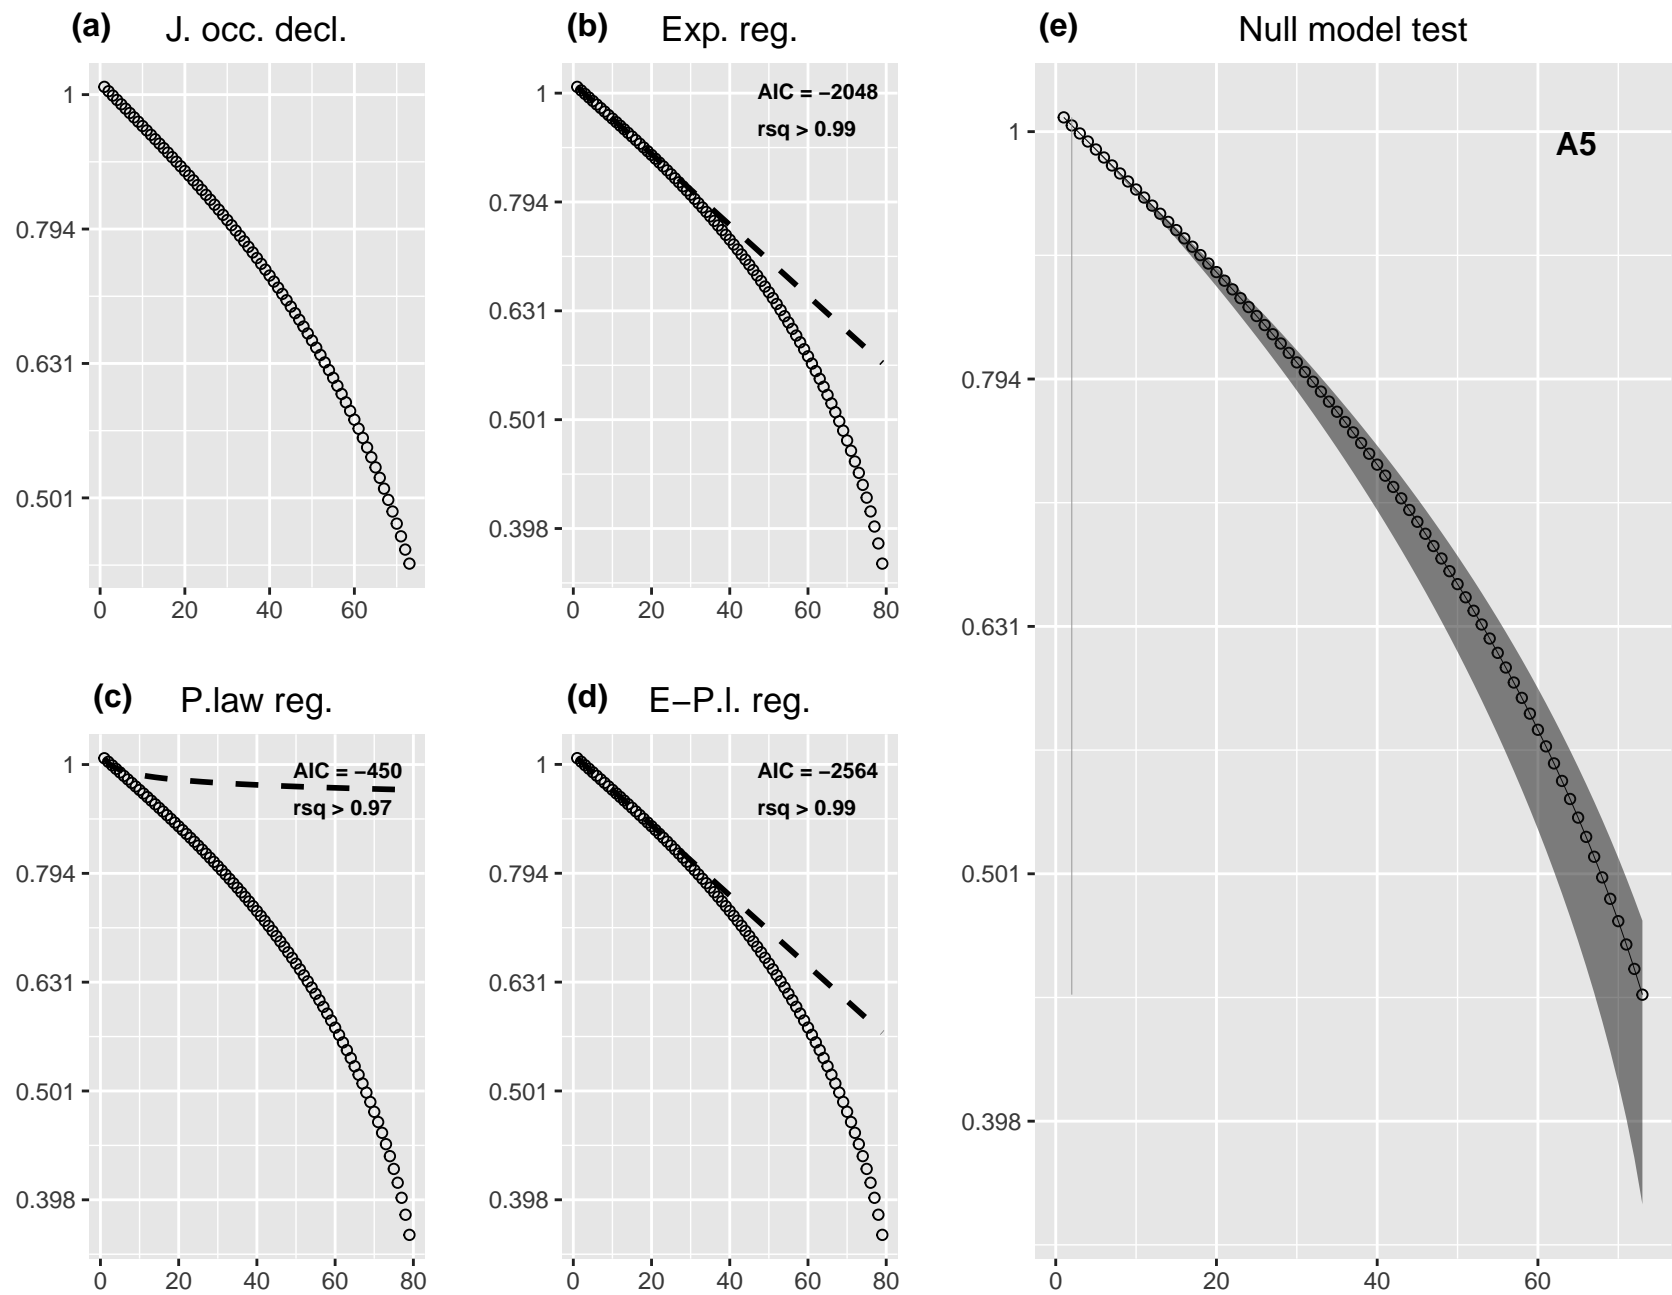 (a) J. occ. decl.
1
0.794
0.631
0.501
0 20 40 60
(b) Exp. reg.
AIC = −2048
rsq > 0.99
1
0.794
0.631
0.501
0.398
0 20 40 60 80
(c) P.law reg.
AIC = −450
rsq > 0.97
1
0.794
0.631
0.501
0.398
0 20 40 60 80
(d) E−P.l. reg.
AIC = −2564
rsq > 0.99
1
0.794
0.631
0.501
0.398
0 20 40 60 80
(e) Null model test
A5
1
0.794
0.631
0.501
0.398
0 20 40 60